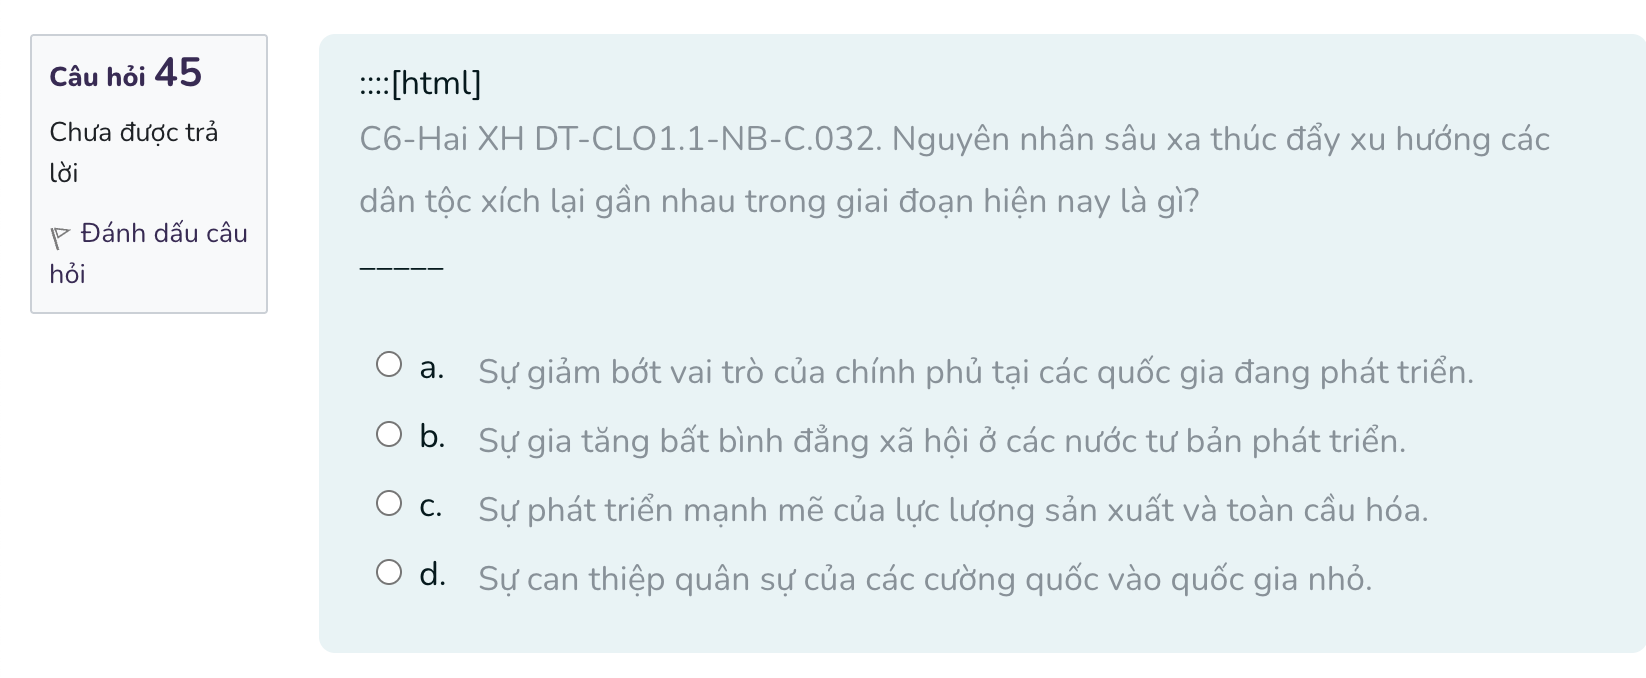 Câu hỏi 45
Chưa được trả
lời
Đánh dấu câu
hỏi
::::[html]
C6-Hai XH DT-CLO1.1-NB-C.032. Nguyên nhân sâu xa thúc đẩy xu hướng các
dân tộc xích lại gần nhau trong giai đoạn hiện nay là gì?
_____
a. Sự giảm bớt vai trò của chính phủ tại các quốc gia đang phát triển.
b. Sự gia tăng bất bình đẳng xã hội ở các nước tư bản phát triển.
c. Sự phát triển mạnh mẽ của lực lượng sản xuất và toàn cầu hóa.
d. Sự can thiệp quân sự của các cường quốc vào quốc gia nhỏ.